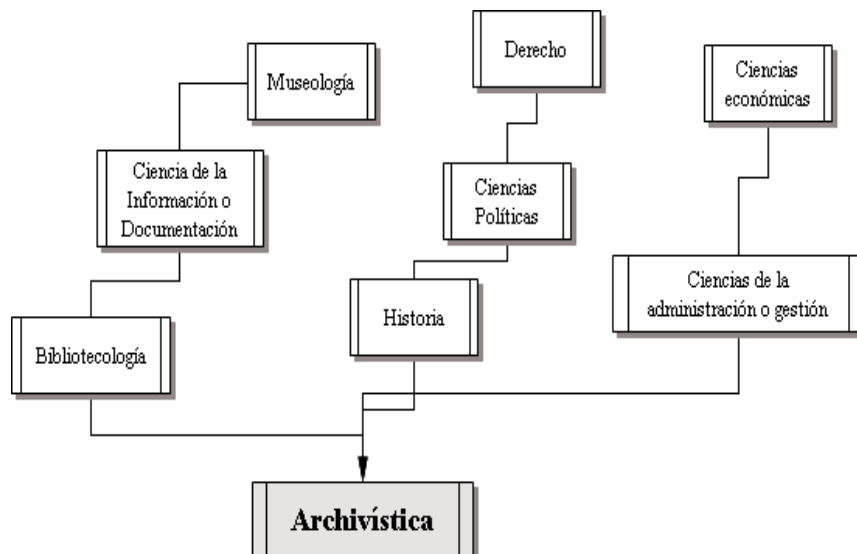 Museología
Derecho
Ciencias
económicas
Ciencia de la
Información o
Documentación
Ciencias
Políticas
Ciencias de la
administración o gestión
Historia
Bibliotecología
Archivística